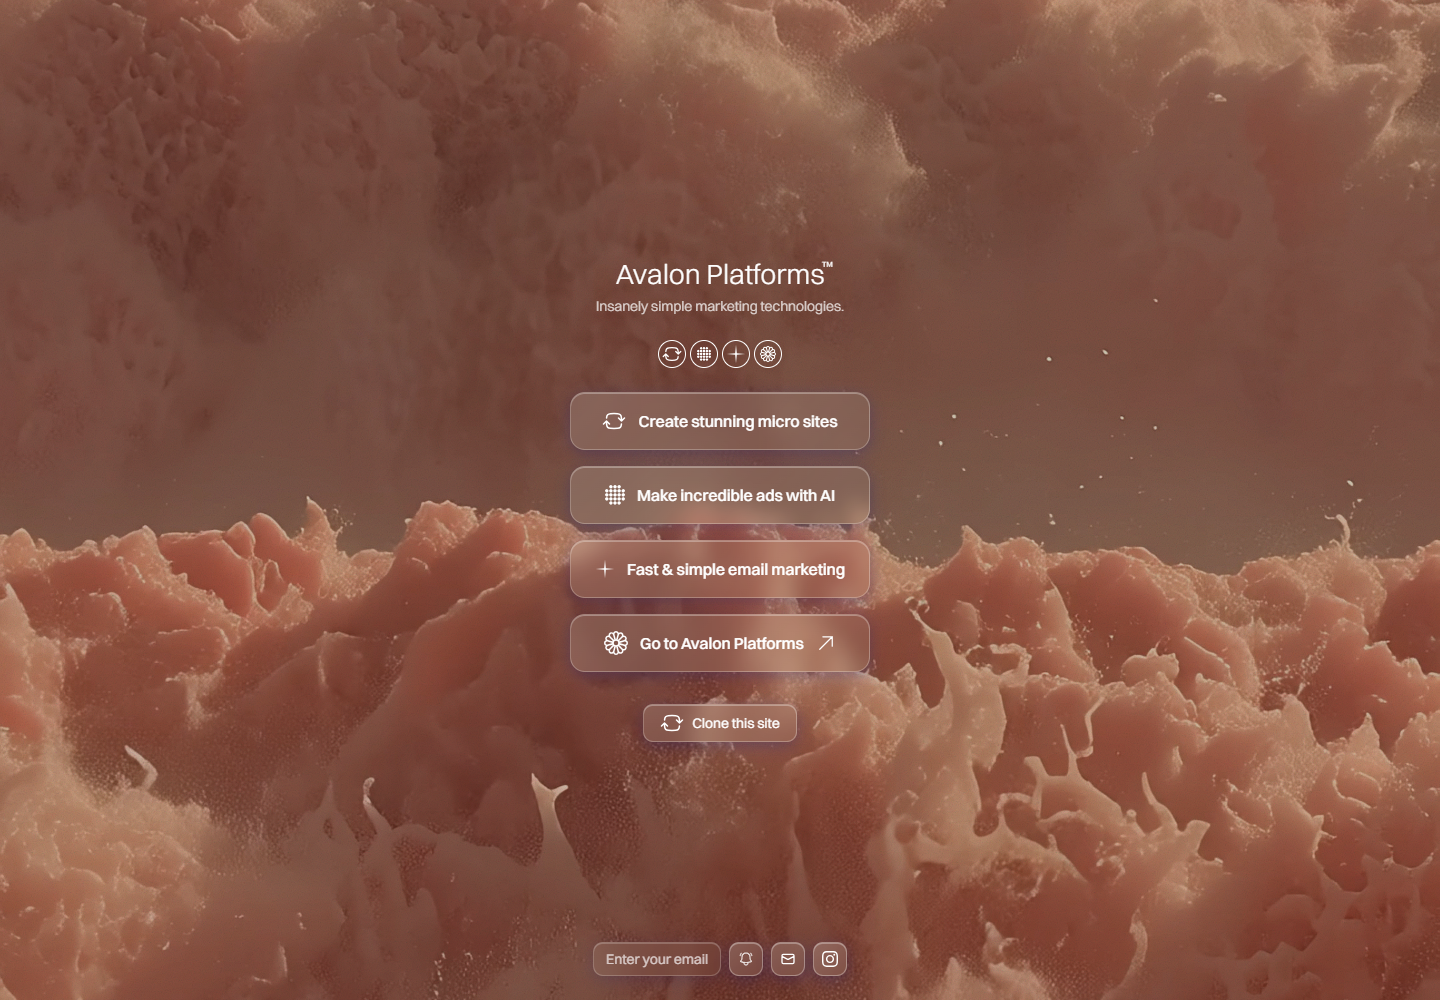 Avalon Platforms™
Insanely simple marketing technologies.
Create stunning micro sites
Make incredible ads with AI
Fast & simple email marketing
Go to Avalon Platforms
Clone this site
Enter your email